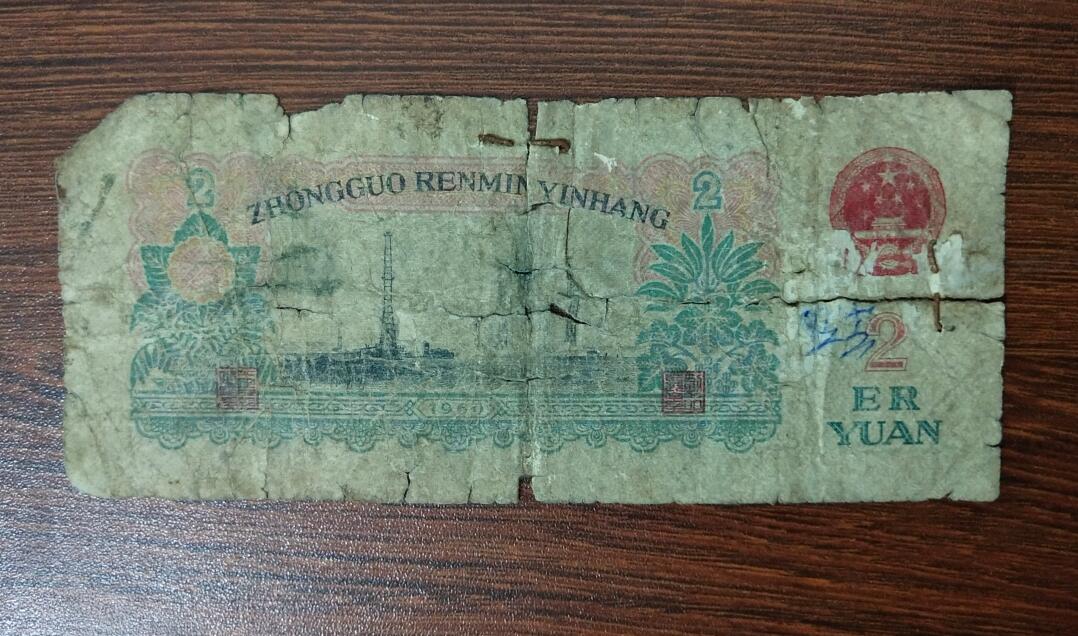 2 2
ZHONGGUO RENMIN YINHANG
1960
2
ER
YUAN